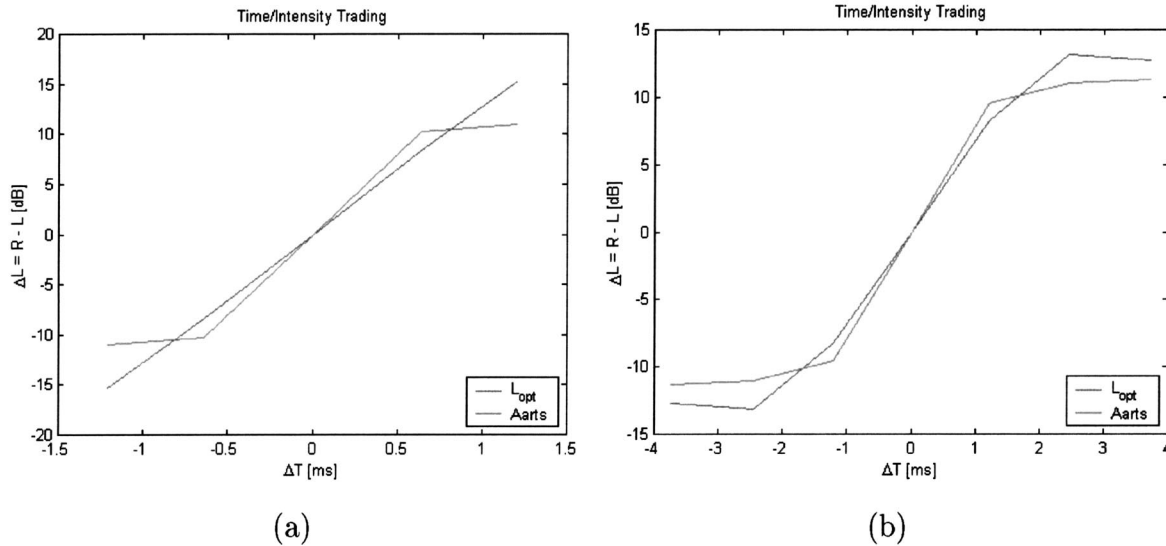 Time/Intensity Trading
20
15
10
5
0
-5
-10
-15
-20
ΔL = R - L [dB]
-1.5
-1
-0.5
0
0.5
1
1.5
ΔT [ms]
L_opt
Aarts
(a)
Time/Intensity Trading
15
10
5
0
-5
-10
-15
ΔL = R - L [dB]
-4
-3
-2
-1
0
1
2
3
4
ΔT [ms]
L_opt
Aarts
(b)